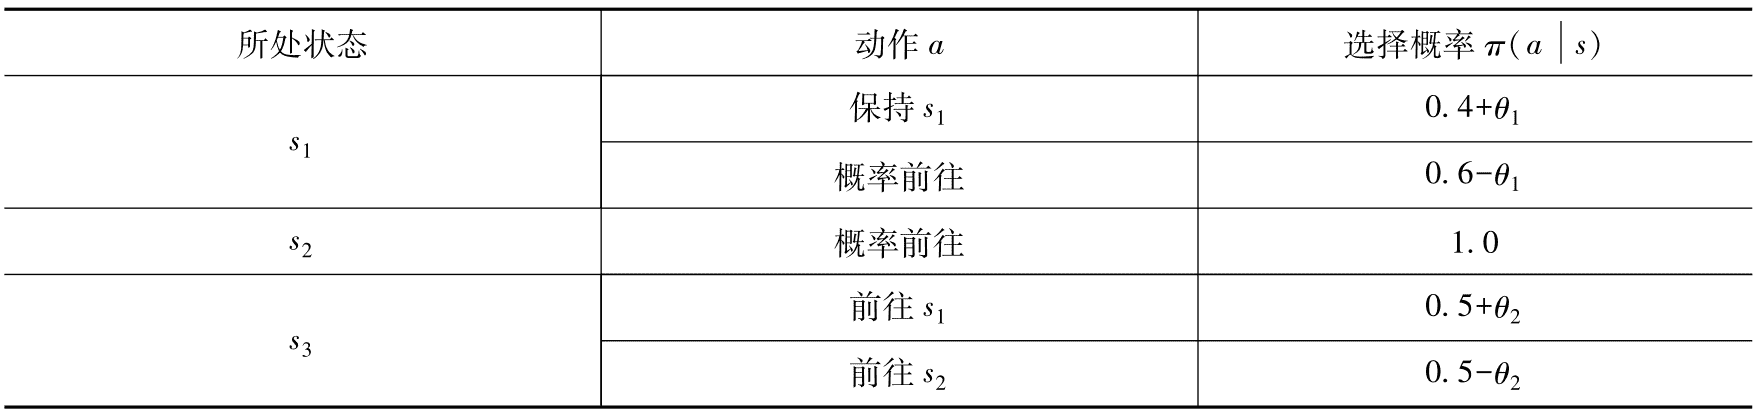 所处状态 动作 a 选择概率 π(a | s)
s₁ 保持 s₁ 0.4+θ₁
概率前往 0.6-θ₁
s₂ 概率前往 1.0
s₃ 前往 s₁ 0.5+θ₂
前往 s₂ 0.5-θ₂